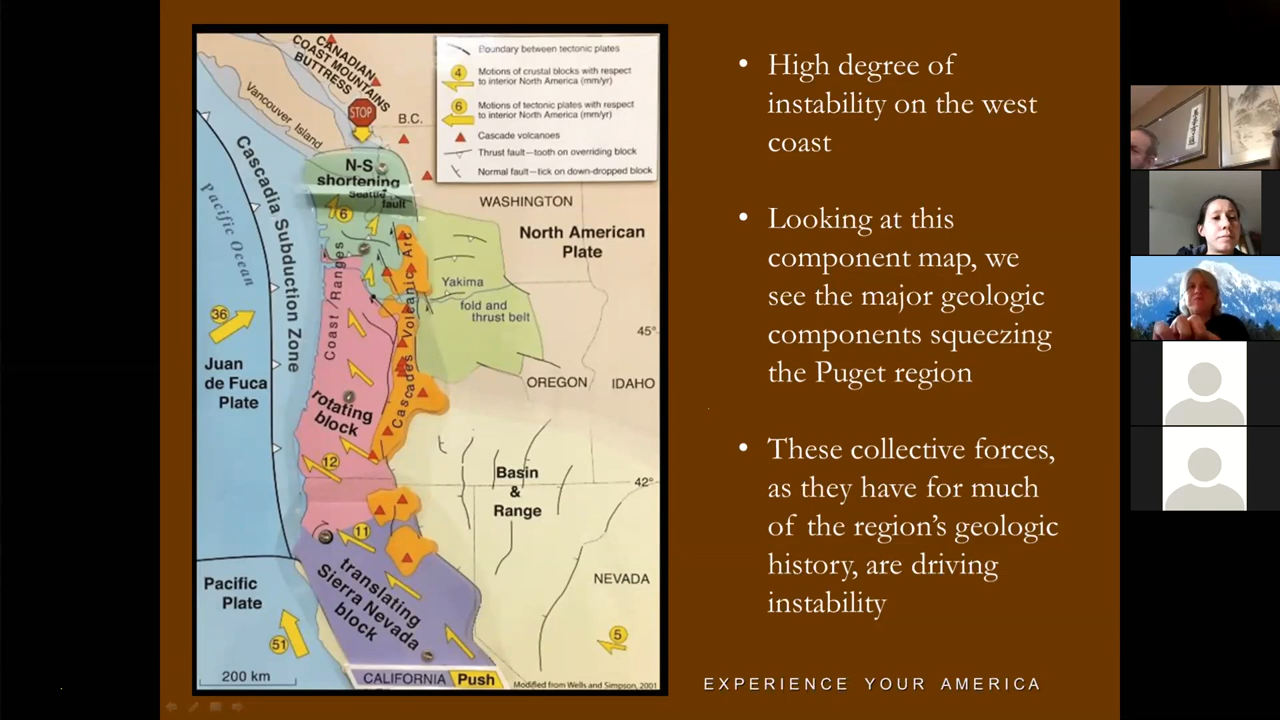 CANADIAN
COAST MOUNTAINS
BUTTRESS
Vancouver Island
STOP
B.C.
Boundary between tectonic plates
4
Motions of crustal blocks with respect
to interior North America (mm/yr)
6
Motions of tectonic plates with respect
to interior North America (mm/yr)
Cascade volcanoes
Thrust fault—tooth on overriding block
Normal fault—tick on down-dropped block
Cascadia Subduction Zone
Pacific Ocean
N-S
shortening
Seattle
fault
6
WASHINGTON
North American
Plate
Coast Ranges
Cascades Volcanic Arc
Yakima
fold and
thrust belt
36
45°
Juan
de Fuca
Plate
OREGON
IDAHO
rotating
block
12
Basin
&
Range
42°
11
translating
Sierra Nevada
block
NEVADA
Pacific
Plate
51
5
200 km
CALIFORNIA
Push
Modified from Wells and Simpson, 2001
• High degree of
instability on the west
coast
• Looking at this
component map, we
see the major geologic
components squeezing
the Puget region
• These collective forces,
as they have for much
of the region's geologic
history, are driving
instability
EXPERIENCE YOUR AMERICA